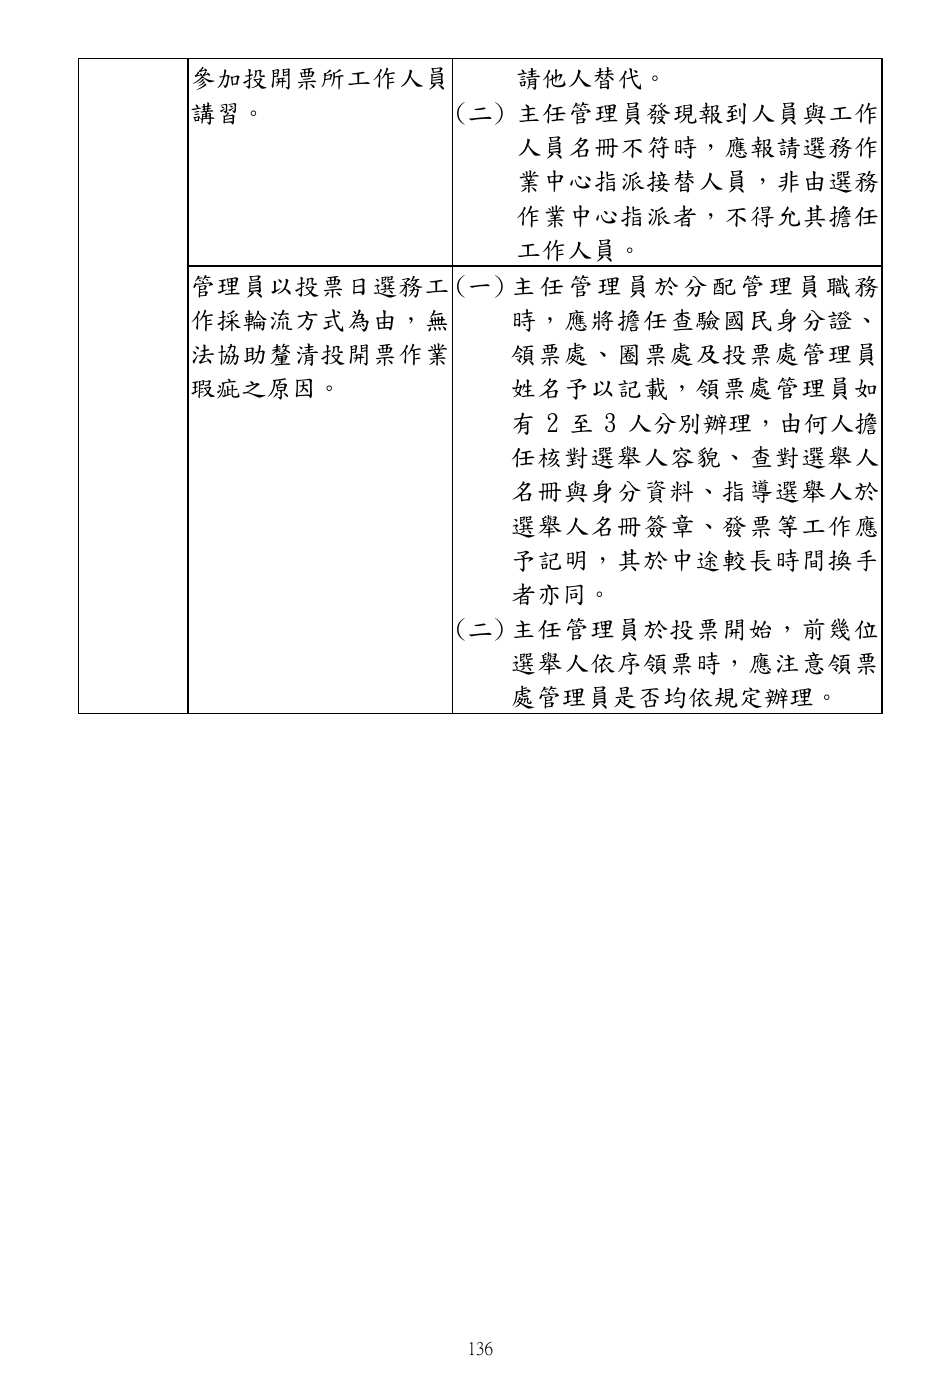 參加投開票所工作人員
講習。
請他人替代。
(二) 主任管理員發現報到人員與工作
人員名冊不符時，應報請選務作
業中心指派接替人員，非由選務
作業中心指派者，不得允其擔任
工作人員。
管理員以投票日選務工
作採輪流方式為由，無
法協助釐清投開票作業
瑕疵之原因。
(一) 主任管理員於分配管理員職務
時，應將擔任查驗國民身分證、
領票處、圈票處及投票處管理員
姓名予以記載，領票處管理員如
有 2 至 3 人分別辦理，由何人擔
任核對選舉人容貌、查對選舉人
名冊與身分資料、指導選舉人於
選舉人名冊簽章、發票等工作應
予記明，其於中途較長時間換手
者亦同。
(二) 主任管理員於投票開始，前幾位
選舉人依序領票時，應注意領票
處管理員是否均依規定辦理。
136